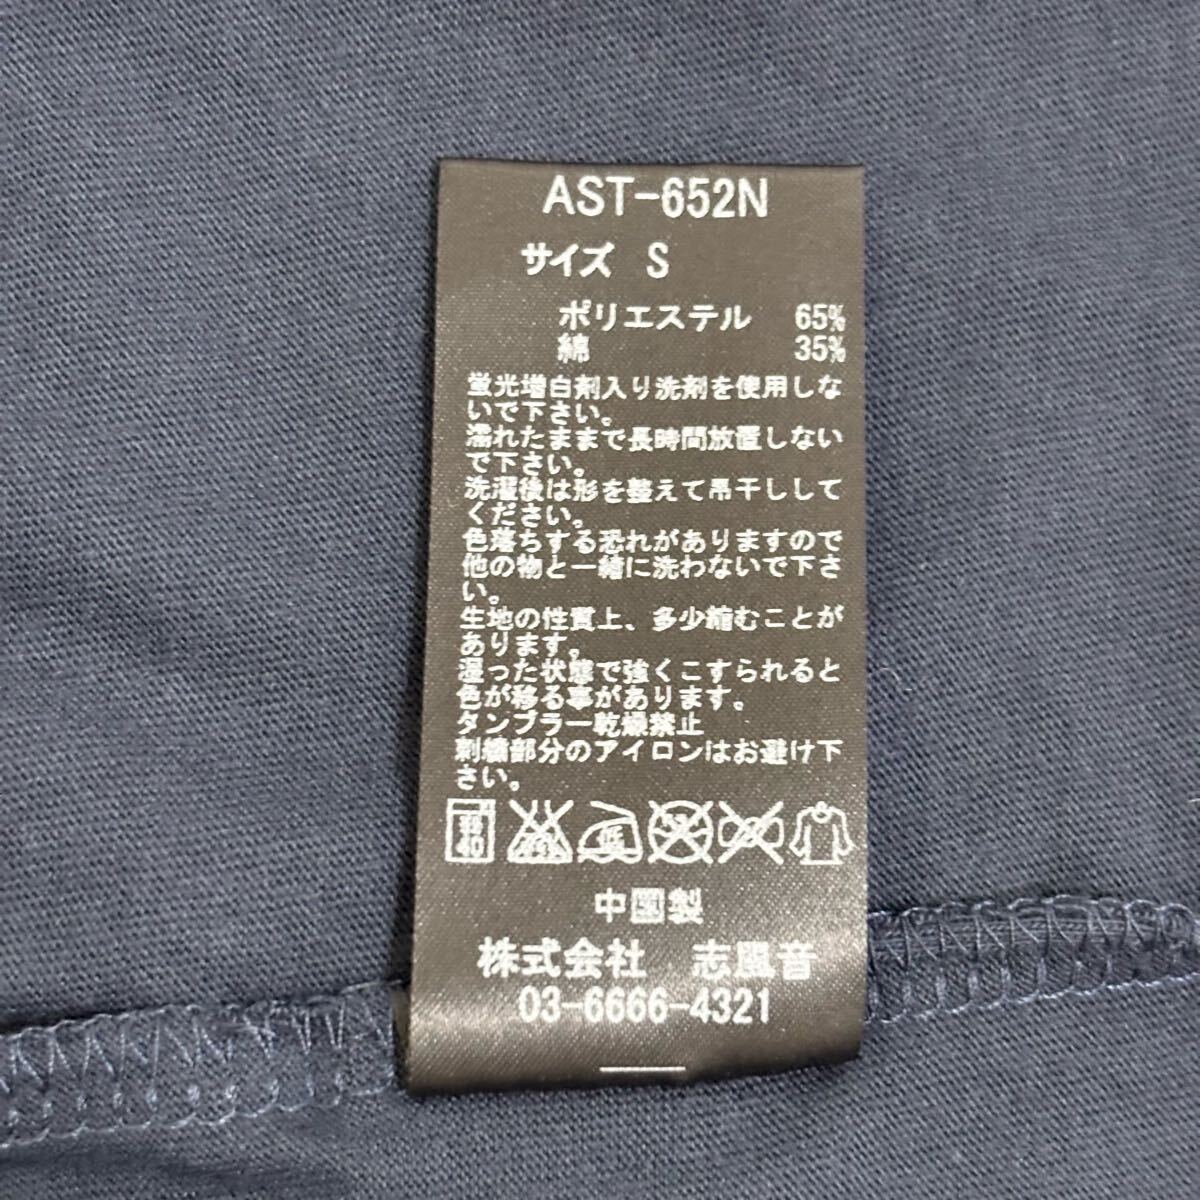 AST-652N
サイズ S
ポリエステル 65%
綿 35%
蛍光増白剤入り洗剤を使用しな
いで下さい。
濡れたままで長時間放置しない
で下さい。
洗濯後は形を整えて吊干しして
ください。
色落ちする恐れがありますので
他の物と一緒に洗わないで下さ
い。
生地の性質上、多少縮むことが
あります。
湿った状態で強くこすられると
色が移る事があります。
タンブラー乾燥禁止
刺繍部分のアイロンはお避け下
さい。
40
中国製
株式会社 志風音
03-6666-4321